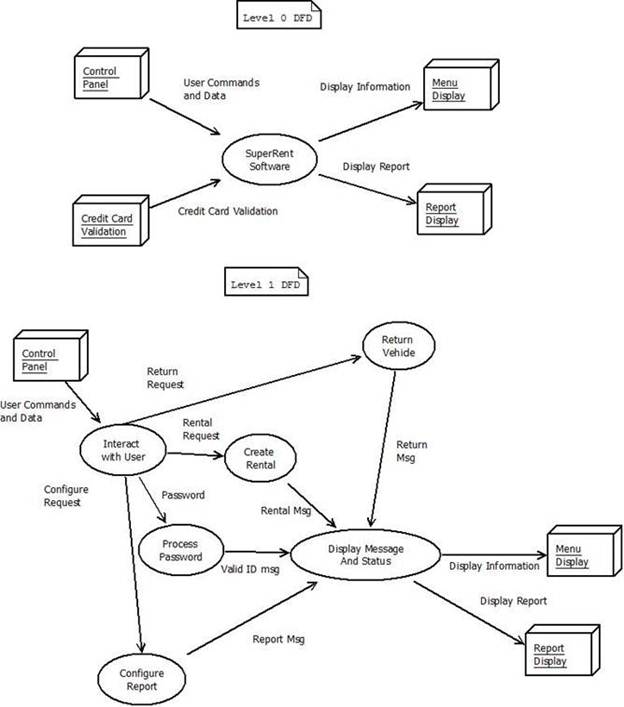 Level 0 DFD
Control
Panel
User Commands
and Data
Display Information
Menu
Display
SuperRent
Software
Display Report
Credit Card
Validation
Credit Card Validation
Report
Display
Level 1 DFD
Control
Panel
Return
Vehide
Return
Request
User Commands
and Data
Rental
Request
Interact
with User
Create
Rental
Return
Msg
Configure
Request
Password
Rental Msg
Process
Password
Valid ID msg
Display Message
And Status
Display Information
Menu
Display
Display Report
Report Msg
Report
Display
Configure
Report